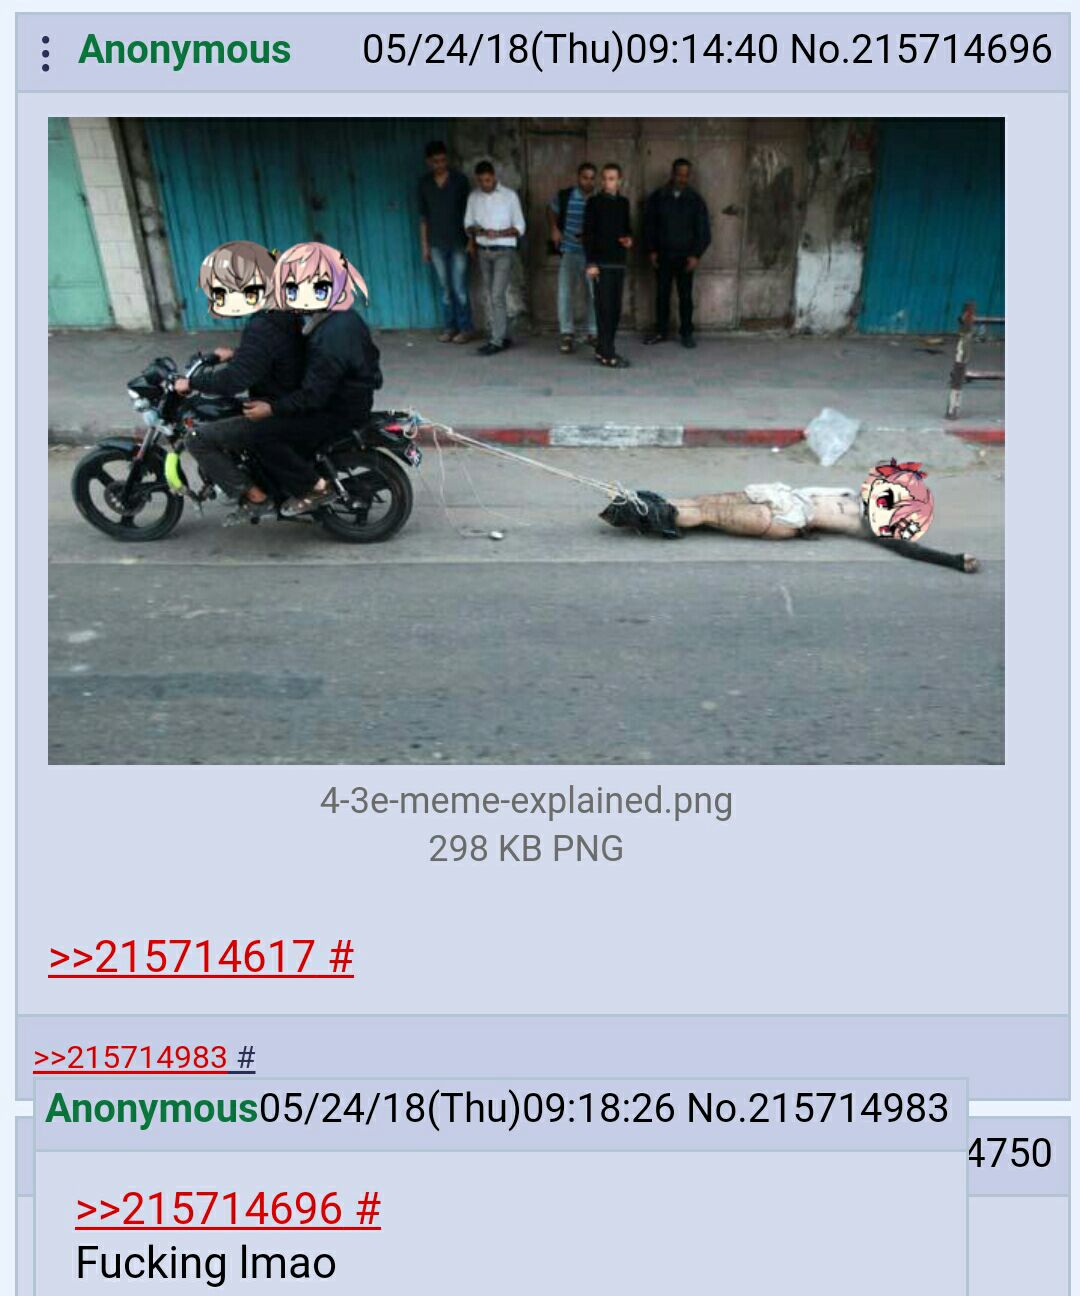 Anonymous 05/24/18(Thu)09:14:40 No.215714696
4-3e-meme-explained.png
298 KB PNG
>>215714617 #
>>215714983 #
Anonymous05/24/18(Thu)09:18:26 No.215714983
4750
>>215714696 #
Fucking lmao